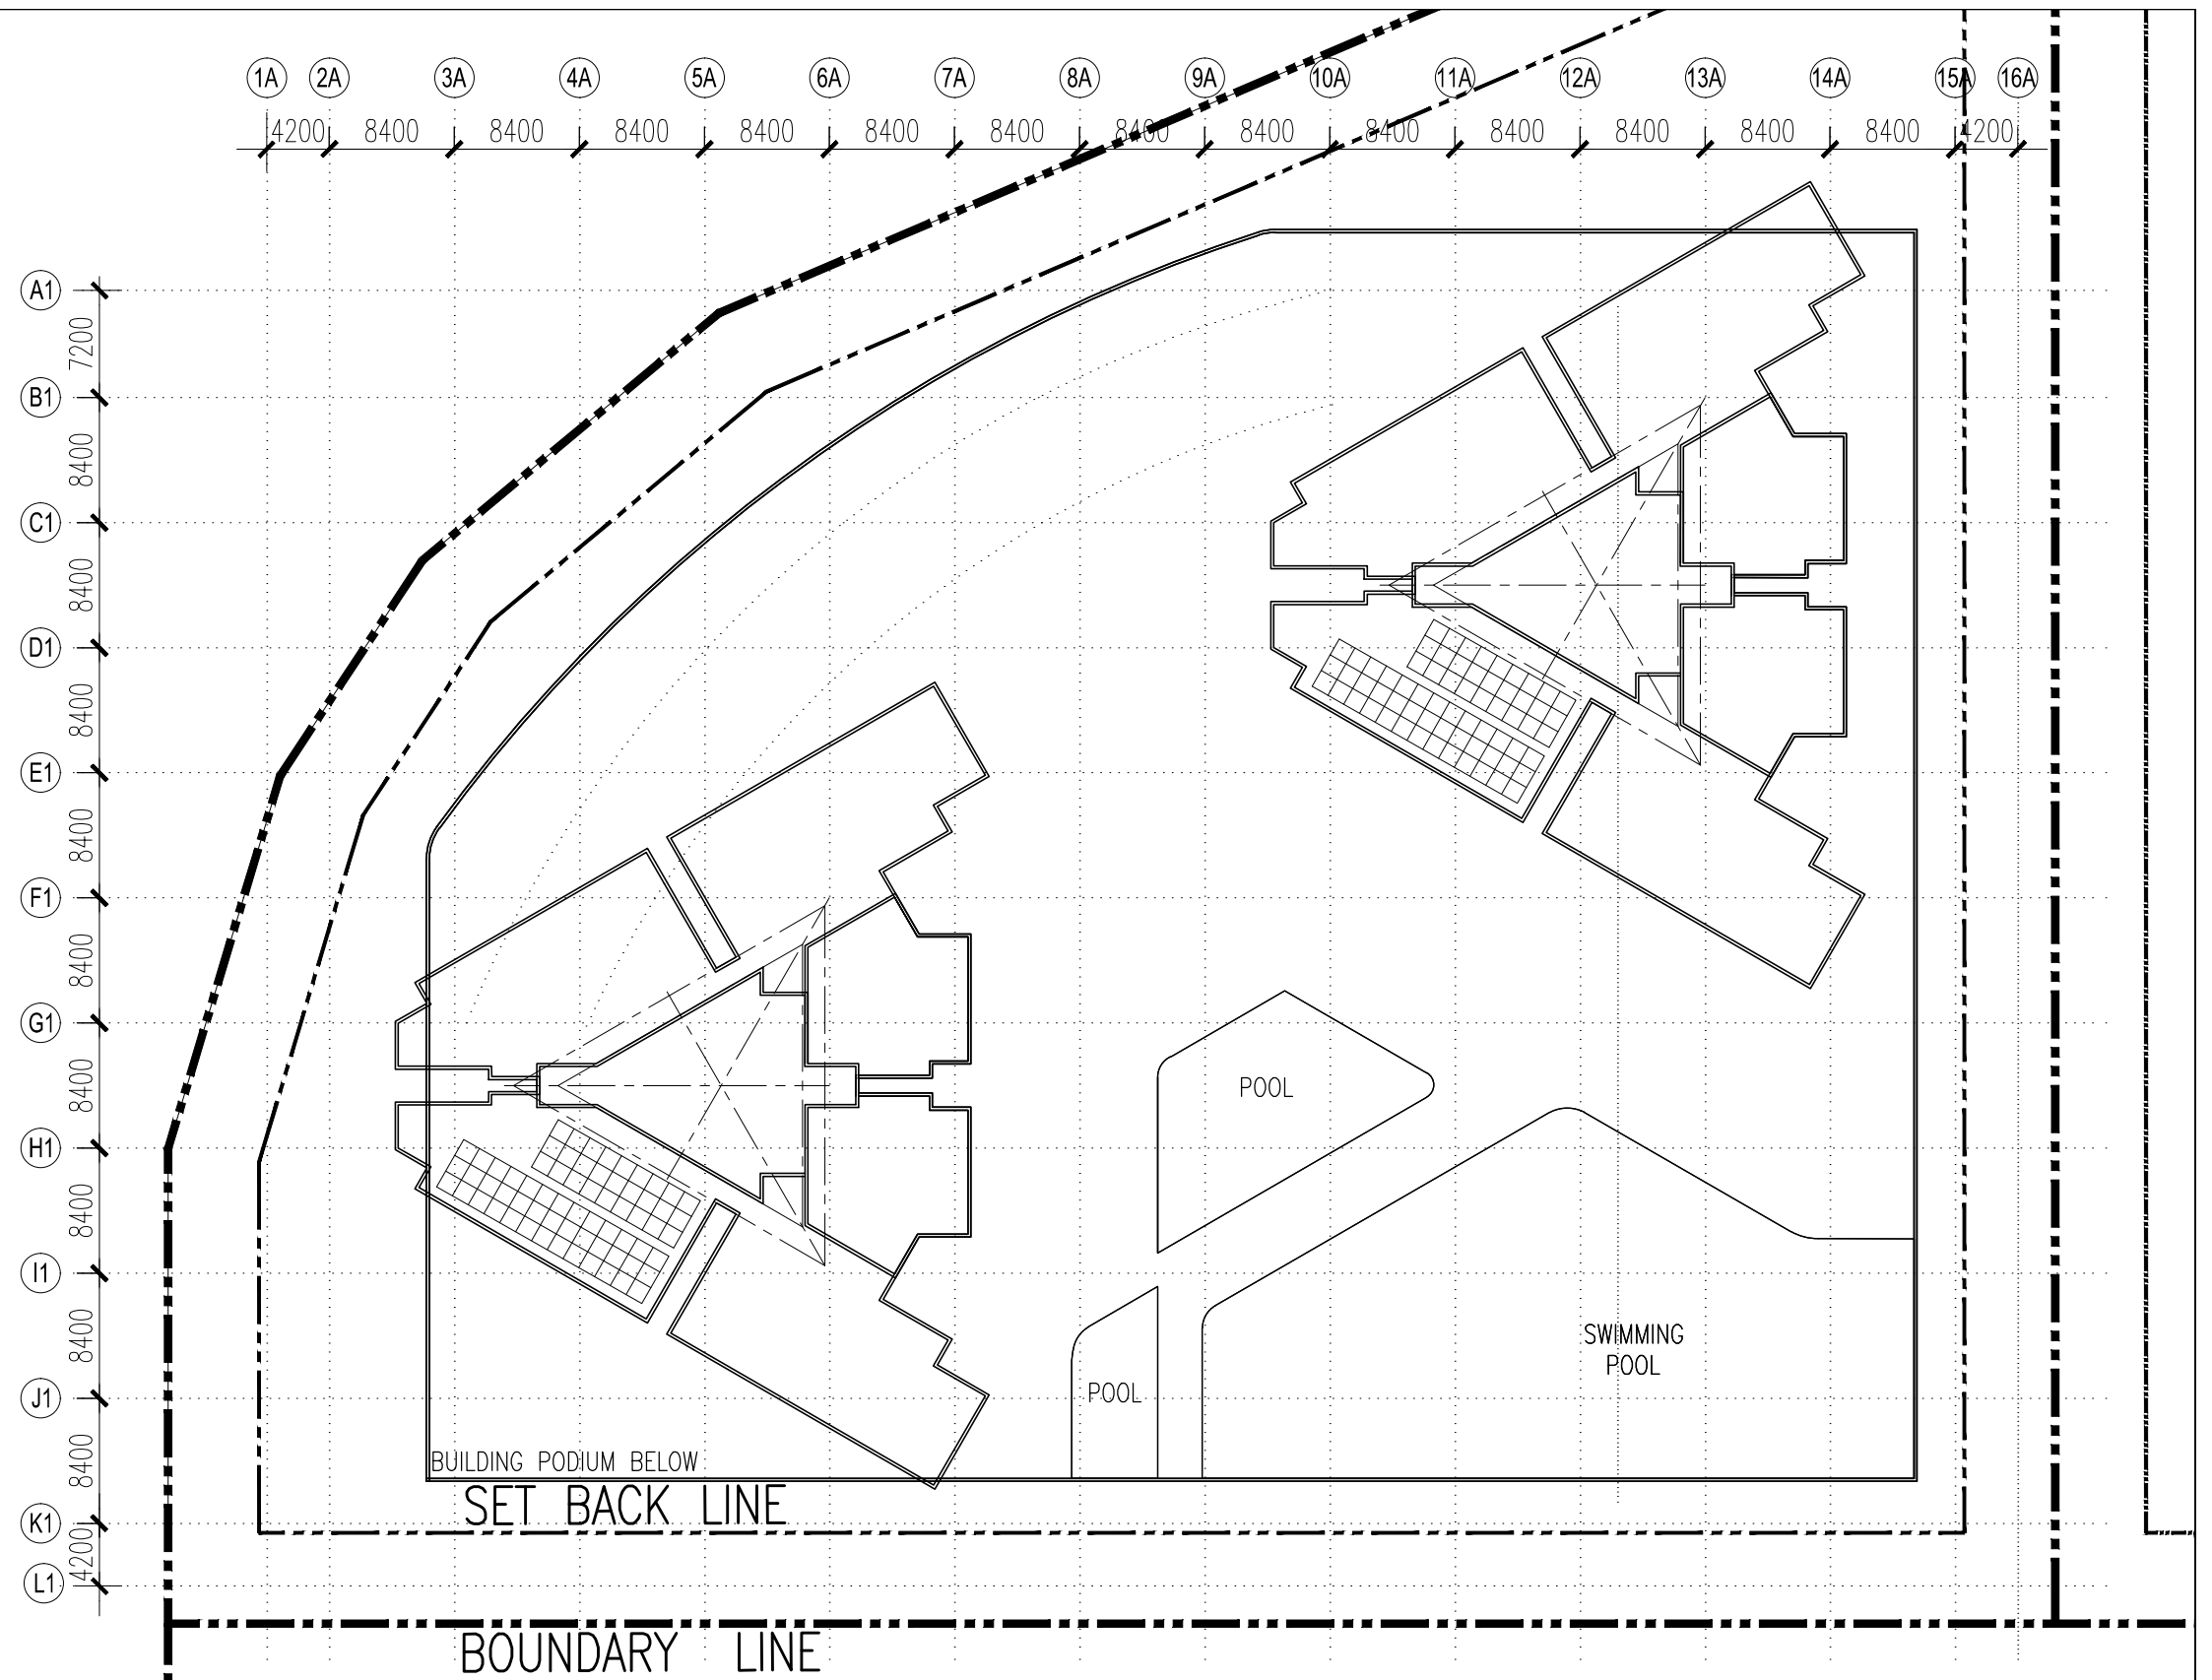 1A 2A 3A 4A 5A 6A 7A 8A 9A 10A 11A 12A 13A 14A 15A 16A
4200 8400 8400 8400 8400 8400 8400 8400 8400 8400 8400 8400 8400 8400 4200
A1
7200
B1
8400
C1
8400
D1
8400
E1
8400
F1
8400
G1
8400
POOL
H1
8400
I1
8400
SWIMMING
POOL
POOL
J1
8400
BUILDING PODIUM BELOW
SET BACK LINE
K1
4200
L1
BOUNDARY LINE